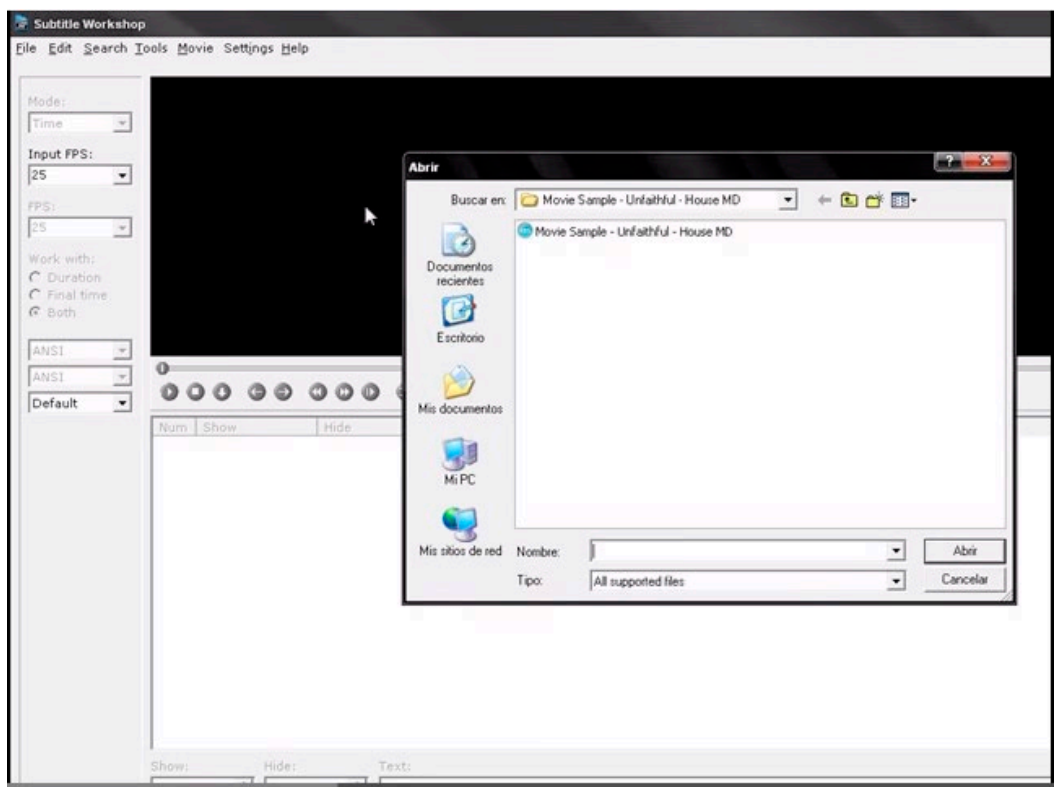 Subtitle Workshop
File Edit Search Tools Movie Settings Help
Mode:
Time
Input FPS:
25
FPS:
25
Work with:
Duration
Final time
Both
ANSI
ANSI
Default
Num Show Hide
Abrir
Buscar en: Movie Sample - Unfaithful - House MD
Movie Sample - Unfaithful - House MD
Documentos
recientes
Escritorio
Mis documentos
Mi PC
Mis sitios de red
Nombre:
Abrir
Tipo: All supported files
Cancelar
Show: Hide: Text: